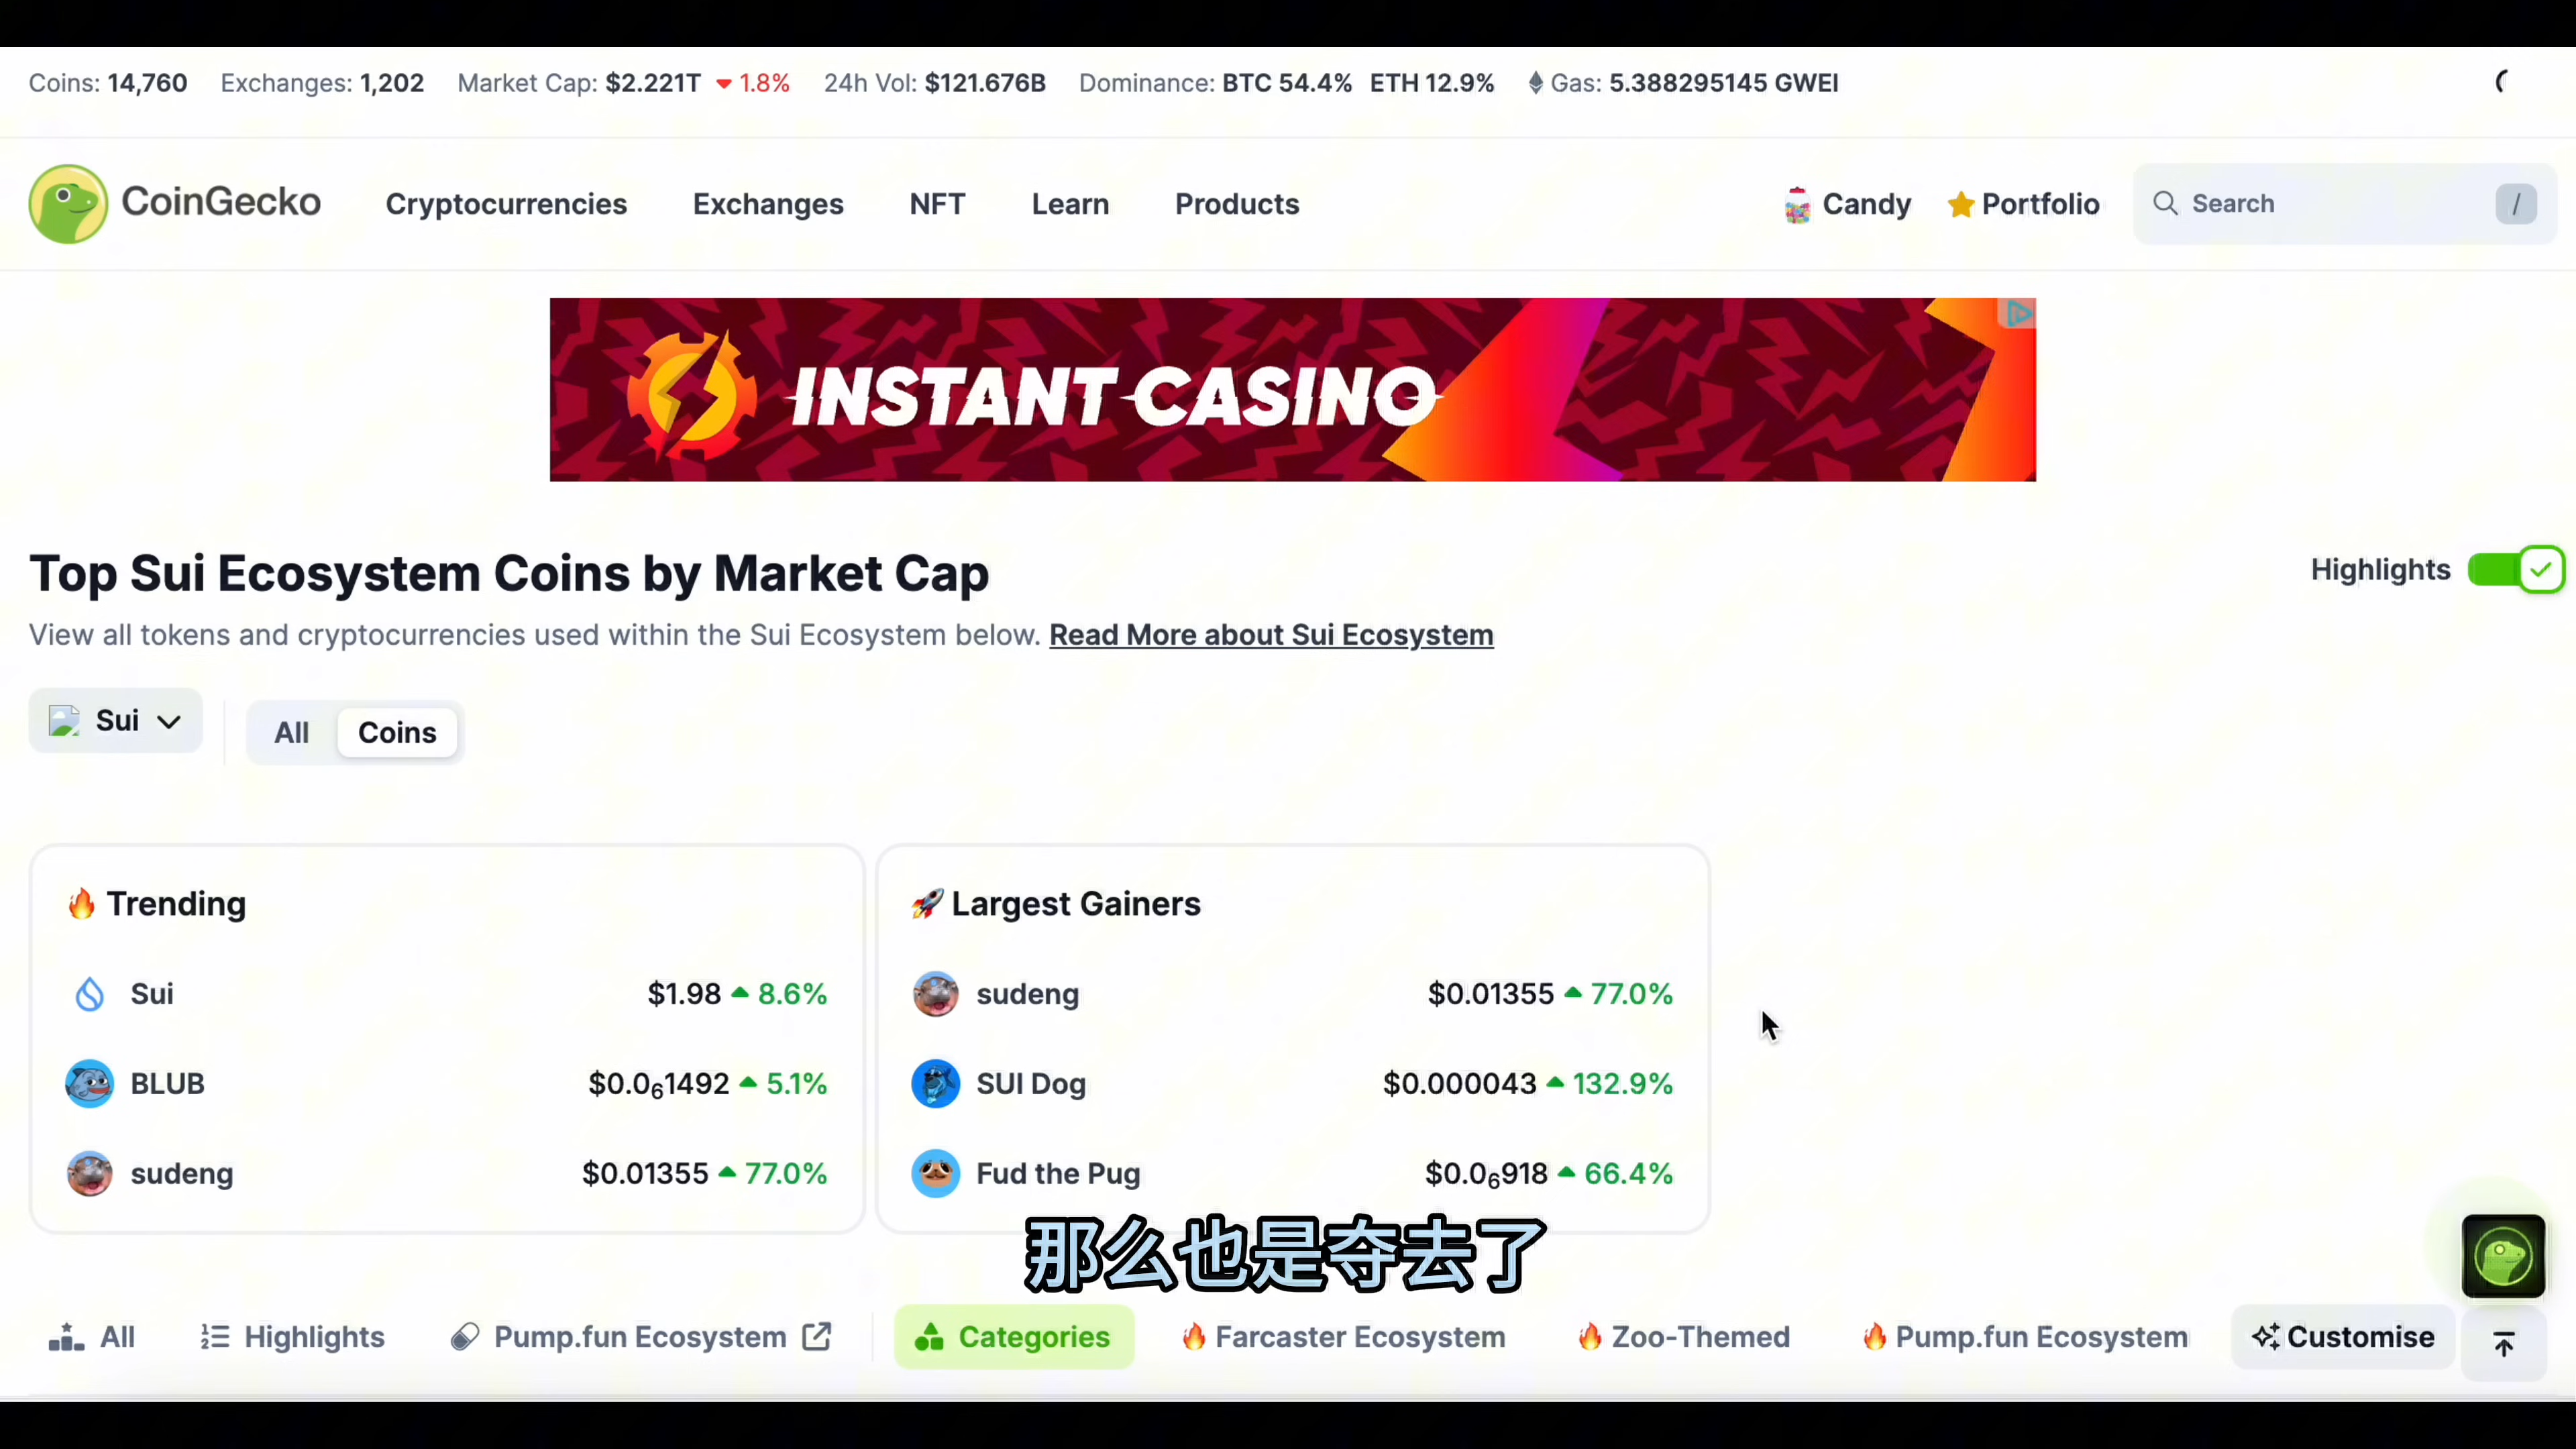 Coins: 14,760 Exchanges: 1,202 Market Cap: $2.221T 1.8% 24h Vol: $121.676B Dominance: BTC 54.4% ETH 12.9% Gas: 5.388295145 GWEI
CoinGecko Cryptocurrencies Exchanges NFT Learn Products Candy Portfolio Search /
INSTANT CASINO
Top Sui Ecosystem Coins by Market Cap Highlights
View all tokens and cryptocurrencies used within the Sui Ecosystem below. Read More about Sui Ecosystem
Sui All Coins
Trending
Sui $1.98 8.6%
BLUB $0.0₆1492 5.1%
sudeng $0.01355 77.0%
Largest Gainers
sudeng $0.01355 77.0%
SUI Dog $0.000043 132.9%
Fud the Pug $0.0₆918 66.4%
那么也是夺去了
All Highlights Pump.fun Ecosystem Categories Farcaster Ecosystem Zoo-Themed Pump.fun Ecosystem Customise